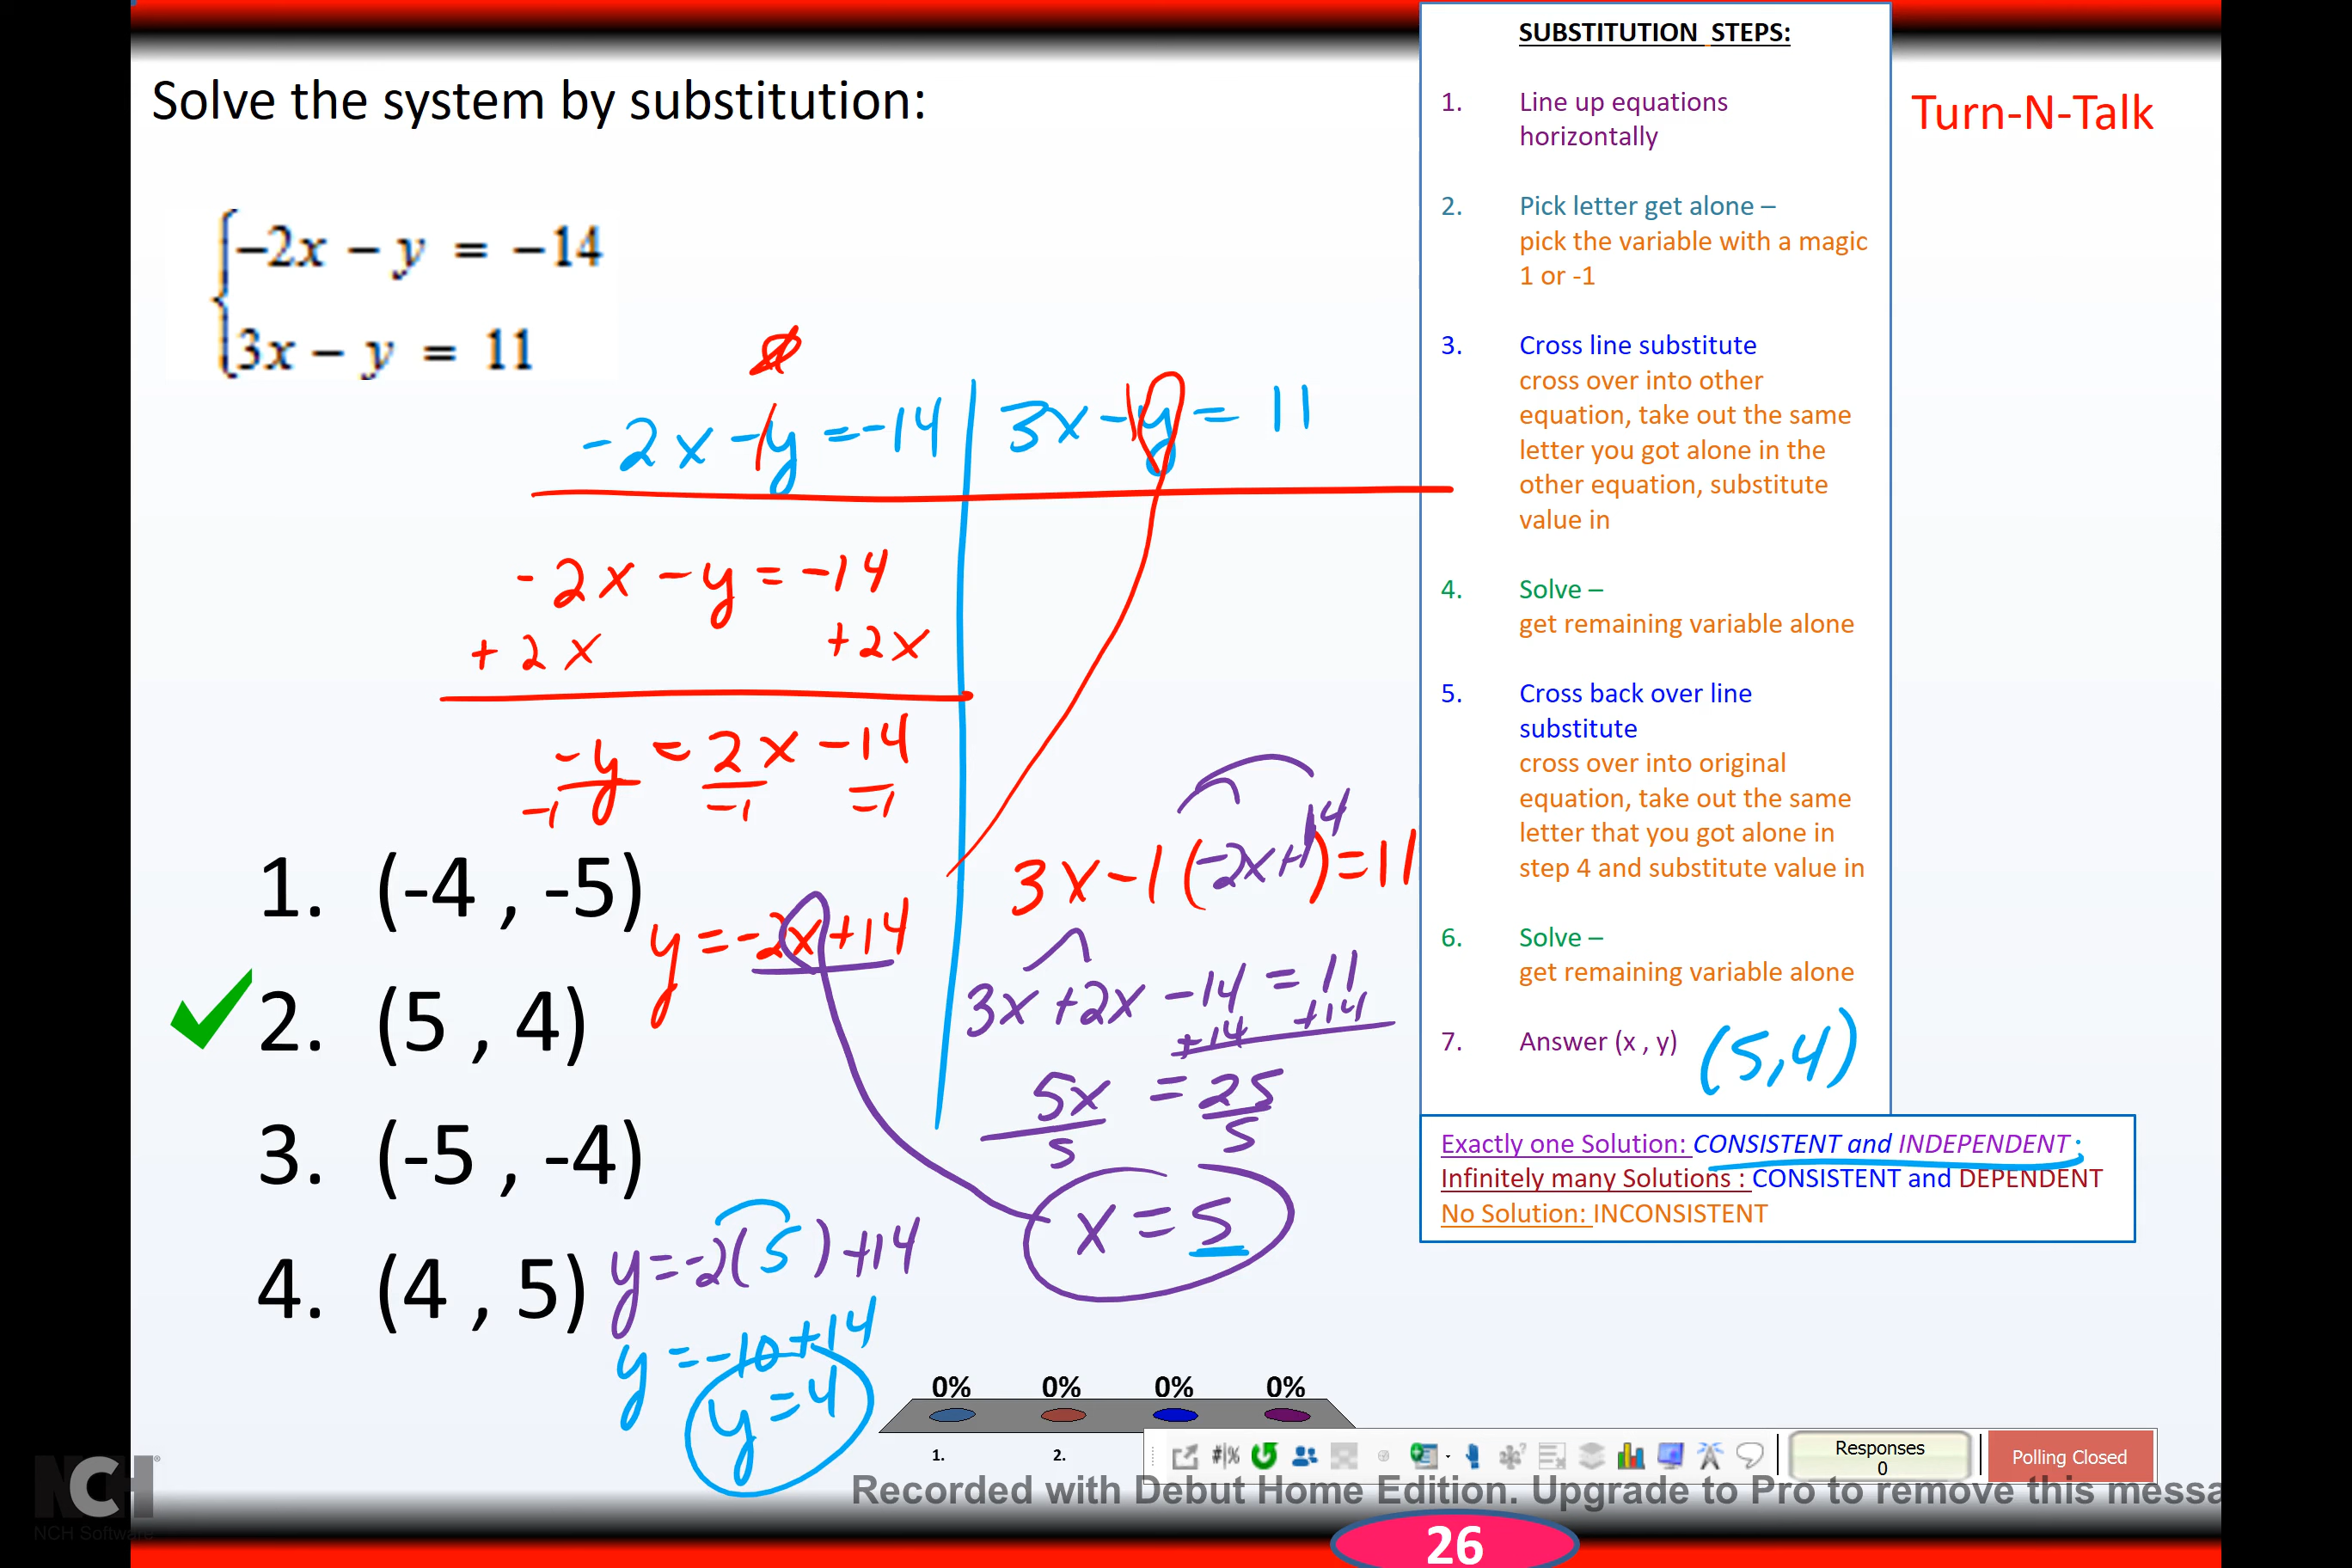 Solve the system by substitution:
Turn-N-Talk
-2x - y = -14
3x - y = 11
SUBSTITUTION STEPS:
1. Line up equations
horizontally
2. Pick letter get alone –
pick the variable with a magic
1 or -1
3. Cross line substitute
cross over into other
equation, take out the same
letter you got alone in the
other equation, substitute
value in
4. Solve –
get remaining variable alone
5. Cross back over line
substitute
cross over into original
equation, take out the same
letter that you got alone in
step 4 and substitute value in
6. Solve –
get remaining variable alone
7. Answer (x , y) (5,4)
Exactly one Solution: CONSISTENT and INDEPENDENT ;
Infinitely many Solutions : CONSISTENT and DEPENDENT
No Solution: INCONSISTENT
-2x -1y = -14
3x -1y = 11
-2x - y = -14
+2x +2x
-y = 2x - 14
-1 -1 -1
y = -2x + 14
3x - 1(-2x + 14) = 11
3x + 2x - 14 = 11
+14 +14
5x = 25
5 5
x = 5
y = -2(5) + 14
y = -10 + 14
y = 4
1. (-4 , -5)
2. (5 , 4)
3. (-5 , -4)
4. (4 , 5)
0% 0% 0% 0%
1. 2.
#|%
Responses
0
Polling Closed
NCH
NCH Software
Recorded with Debut Home Edition. Upgrade to Pro to remove this messa
26